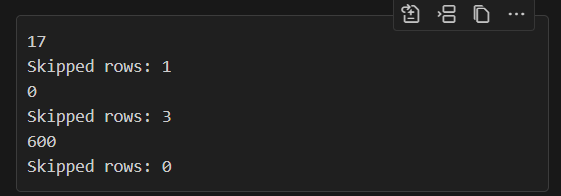 17
Skipped rows: 1
0
Skipped rows: 3
600
Skipped rows: 0